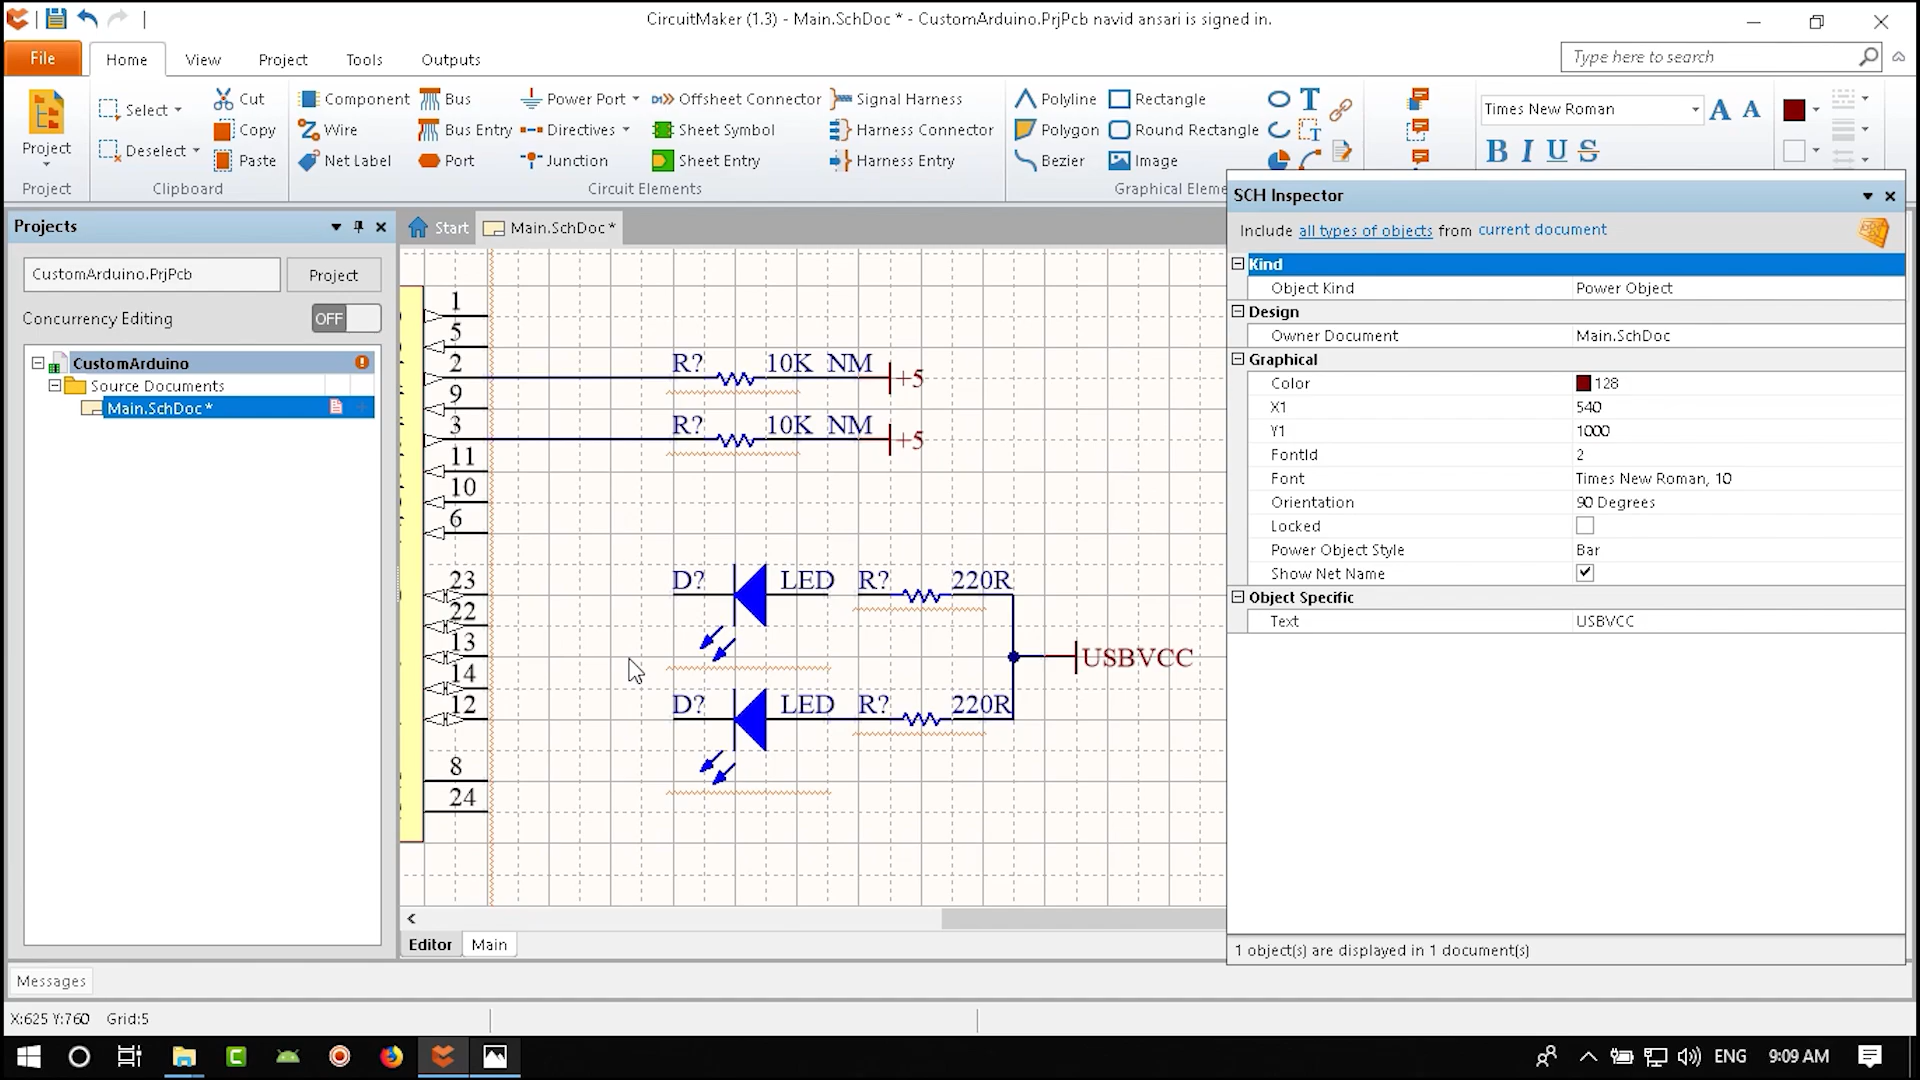 CircuitMaker (1.3) - Main.SchDoc * - CustomArduino.PrjPcb navid ansari is signed in.
File Home View Project Tools Outputs Type here to search
Project
Project
Select
Deselect
Cut
Copy
Paste
Clipboard
Component
Wire
Net Label
Bus
Bus Entry
Port
Power Port
Directives
Junction
Offsheet Connector
Sheet Symbol
Sheet Entry
Signal Harness
Harness Connector
Harness Entry
Circuit Elements
Polyline
Polygon
Bezier
Rectangle
Round Rectangle
Image
T
T
Graphical Eleme
Times New Roman A A
B I U S
Projects
CustomArduino.PrjPcb Project
Concurrency Editing OFF
CustomArduino
Source Documents
Main.SchDoc *
Start Main.SchDoc *
1
5
2
9
3
11
10
6
23
22
13
14
12
8
24
R? 10K NM +5
R? 10K NM +5
D? LED R? 220R
USBVCC
D? LED R? 220R
Editor Main
SCH Inspector
Include all types of objects from current document
Kind
Object Kind Power Object
Design
Owner Document Main.SchDoc
Graphical
Color 128
X1 540
Y1 1000
FontId 2
Font Times New Roman, 10
Orientation 90 Degrees
Locked
Power Object Style Bar
Show Net Name
Object Specific
Text USBVCC
1 object(s) are displayed in 1 document(s)
Messages
X:625 Y:760 Grid:5
ENG 9:09 AM